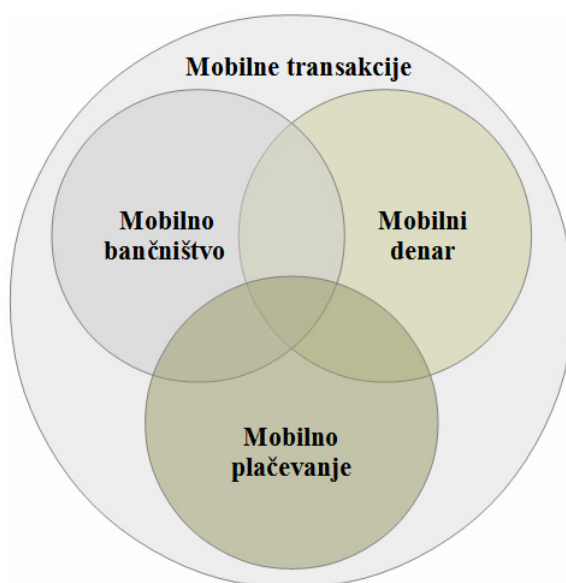 Mobilne transakcije
Mobilno
bančništvo
Mobilni
denar
Mobilno
plačevanje